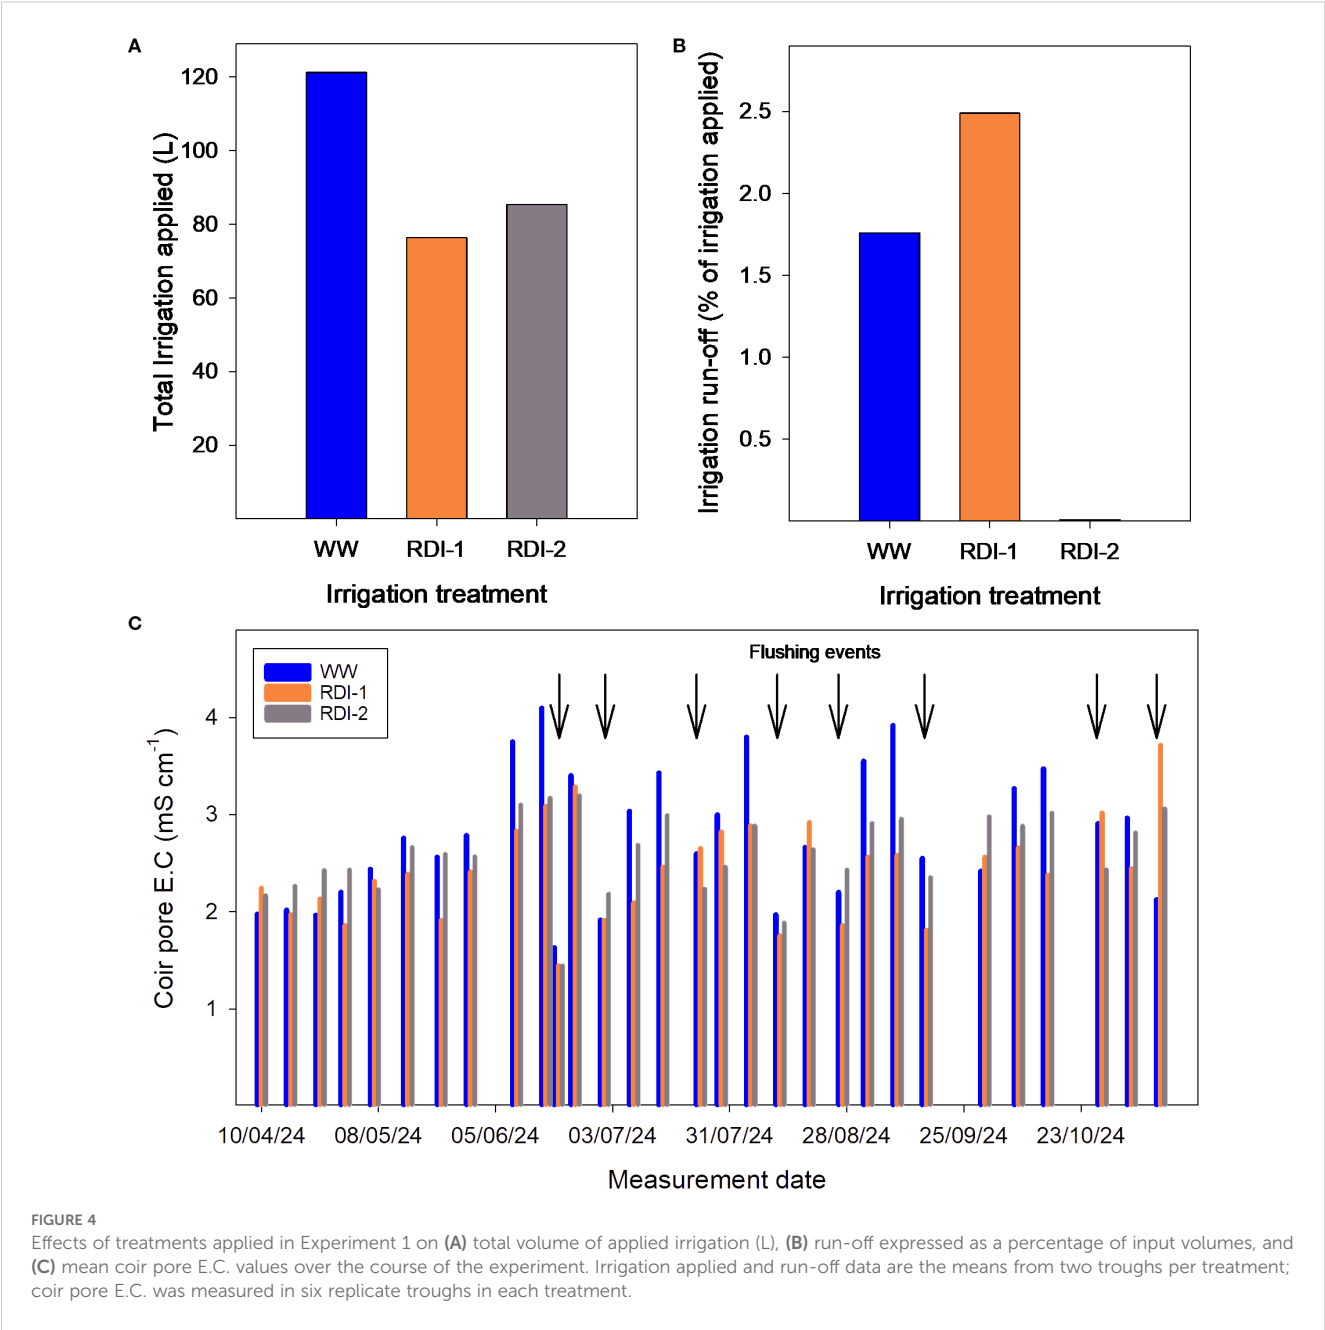 A
Total Irrigation applied (L)
120
100
80
60
40
20
WW
RDI-1
RDI-2
Irrigation treatment
B
Irrigation run-off (% of irrigation applied)
2.5
2.0
1.5
1.0
0.5
WW
RDI-1
RDI-2
Irrigation treatment
C
Coir pore E.C (mS cm-1)
4
3
2
1
WW
RDI-1
RDI-2
Flushing events
10/04/24
08/05/24
05/06/24
03/07/24
31/07/24
28/08/24
25/09/24
23/10/24
Measurement date
FIGURE 4
Effects of treatments applied in Experiment 1 on (A) total volume of applied irrigation (L), (B) run-off expressed as a percentage of input volumes, and
(C) mean coir pore E.C. values over the course of the experiment. Irrigation applied and run-off data are the means from two troughs per treatment;
coir pore E.C. was measured in six replicate troughs in each treatment.